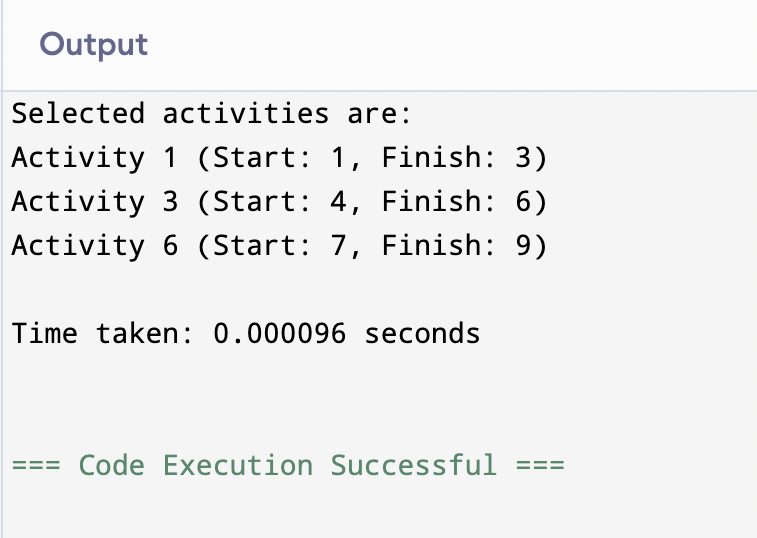 Output
Selected activities are:
Activity 1 (Start: 1, Finish: 3)
Activity 3 (Start: 4, Finish: 6)
Activity 6 (Start: 7, Finish: 9)
Time taken: 0.000096 seconds
=== Code Execution Successful ===